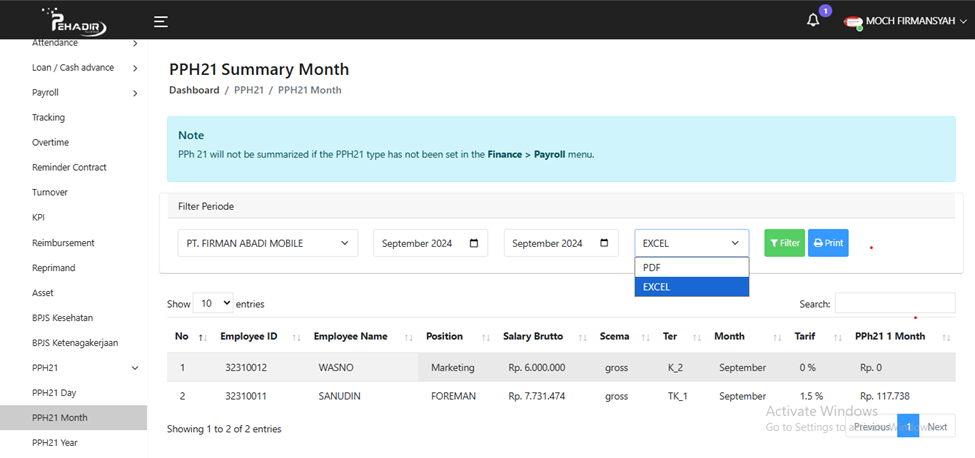 PEHADIR
1
MOCH FIRMANSYAH
Attendance
Loan / Cash advance
Payroll
Tracking
Overtime
Reminder Contract
Turnover
KPI
Reimbursement
Reprimand
Asset
BPJS Kesehatan
BPJS Ketenagakerjaan
PPH21
PPH21 Day
PPH21 Month
PPH21 Year
PPH21 Summary Month
Dashboard / PPH21 / PPH21 Month
Note
PPh 21 will not be summarized if the PPH21 type has not been set in the Finance > Payroll menu.
Filter Periode
PT. FIRMAN ABADI MOBILE September 2024 September 2024 EXCEL Filter Print
PDF
EXCEL
Show 10 entries Search:
No Employee ID Employee Name Position Salary Brutto Scema Ter Month Tarif PPh21 1 Month
1 32310012 WASNO Marketing Rp. 6.000.000 gross K_2 September 0 % Rp. 0
2 32310011 SANUDIN FOREMAN Rp. 7.731.474 gross TK_1 September 1.5 % Rp. 117.738
Showing 1 to 2 of 2 entries
Previous 1 Next
Activate Windows
Go to Settings to activate Windows.